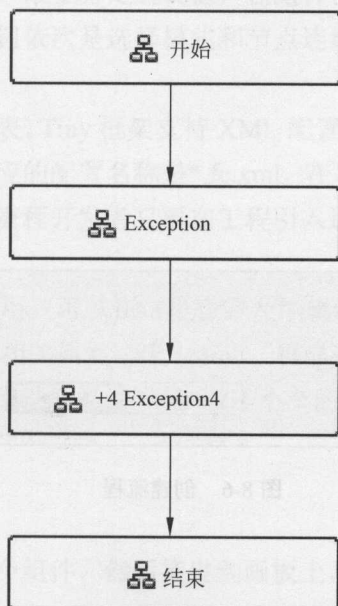 开始
Exception
+4 Exception4
结束